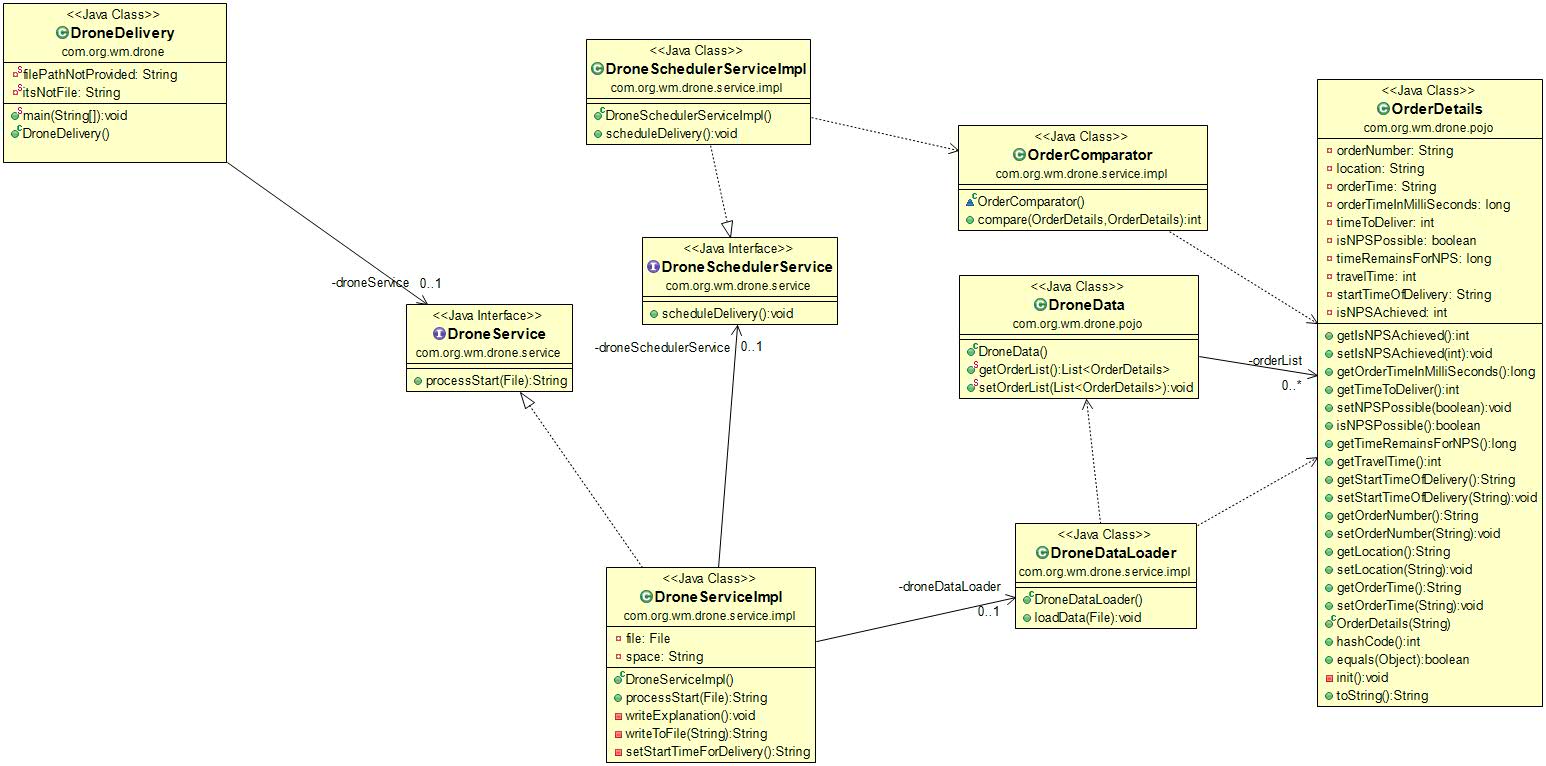 <<Java Class>>
DroneDelivery
com.org.wm.drone
filePathNotProvided: String
itsNotFile: String
main(String[]):void
DroneDelivery()
<<Java Class>>
DroneSchedulerServiceImpl
com.org.wm.drone.service.impl
DroneSchedulerServiceImpl()
scheduleDelivery():void
<<Java Class>>
OrderComparator
com.org.wm.drone.service.impl
OrderComparator()
compare(OrderDetails,OrderDetails):int
<<Java Class>>
OrderDetails
com.org.wm.drone.pojo
orderNumber: String
location: String
orderTime: String
orderTimeInMilliSeconds: long
timeToDeliver: int
isNPSPossible: boolean
timeRemainsForNPS: long
travelTime: int
startTimeOfDelivery: String
isNPSAchieved: int
getIsNPSAchieved():int
setIsNPSAchieved(int):void
getOrderTimeInMilliSeconds():long
getTimeToDeliver():int
setNPSPossible(boolean):void
isNPSPossible():boolean
getTimeRemainsForNPS():long
getTravelTime():int
getStartTimeOfDelivery():String
setStartTimeOfDelivery(String):void
getOrderNumber():String
setOrderNumber(String):void
getLocation():String
setLocation(String):void
getOrderTime():String
setOrderTime(String):void
OrderDetails(String)
hashCode():int
equals(Object):boolean
init():void
toString():String
<<Java Interface>>
DroneSchedulerService
com.org.wm.drone.service
scheduleDelivery():void
-droneService 0..1
<<Java Interface>>
DroneService
com.org.wm.drone.service
processStart(File):String
-droneSchedulerService 0..1
<<Java Class>>
DroneData
com.org.wm.drone.pojo
DroneData()
getOrderList():List<OrderDetails>
setOrderList(List<OrderDetails>):void
-orderList
0..*
<<Java Class>>
DroneDataLoader
com.org.wm.drone.service.impl
DroneDataLoader()
loadData(File):void
-droneDataLoader
0..1
<<Java Class>>
DroneServiceImpl
com.org.wm.drone.service.impl
file: File
space: String
DroneServiceImpl()
processStart(File):String
writeExplanation():void
writeToFile(String):String
setStartTimeForDelivery():String